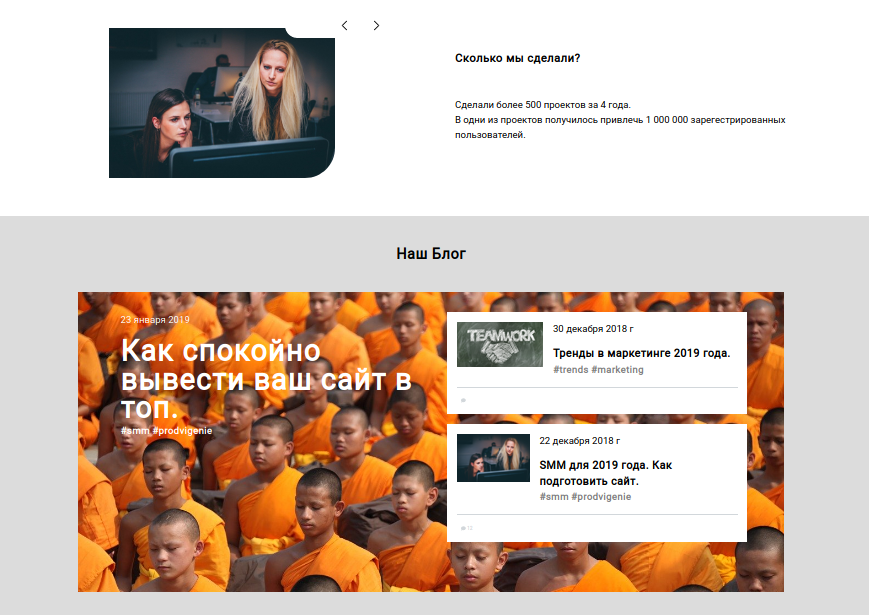 Сколько мы сделали?
Сделали более 500 проектов за 4 года.
В одни из проектов получилось привлечь 1 000 000 зарегестрированных
пользователей.
Наш Блог
23 января 2019
Как спокойно
вывести ваш сайт в
топ.
#smm #prodvigenie
TEAMWORK
30 декабря 2018 г
Тренды в маркетинге 2019 года.
#trends #marketing
22 декабря 2018 г
SMM для 2019 года. Как
подготовить сайт.
#smm #prodvigenie